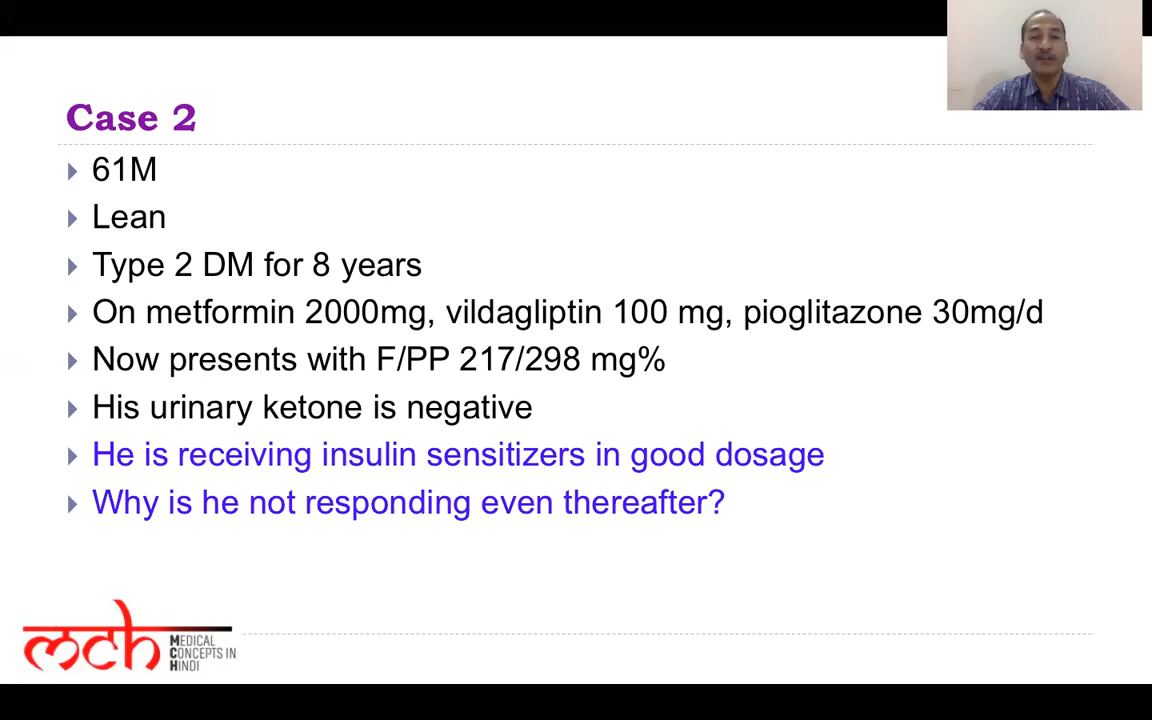 Case 2
61M
Lean
Type 2 DM for 8 years
On metformin 2000mg, vildagliptin 100 mg, pioglitazone 30mg/d
Now presents with F/PP 217/298 mg%
His urinary ketone is negative
He is receiving insulin sensitizers in good dosage
Why is he not responding even thereafter?
mch
MEDICAL
CONCEPTS IN
HINDI